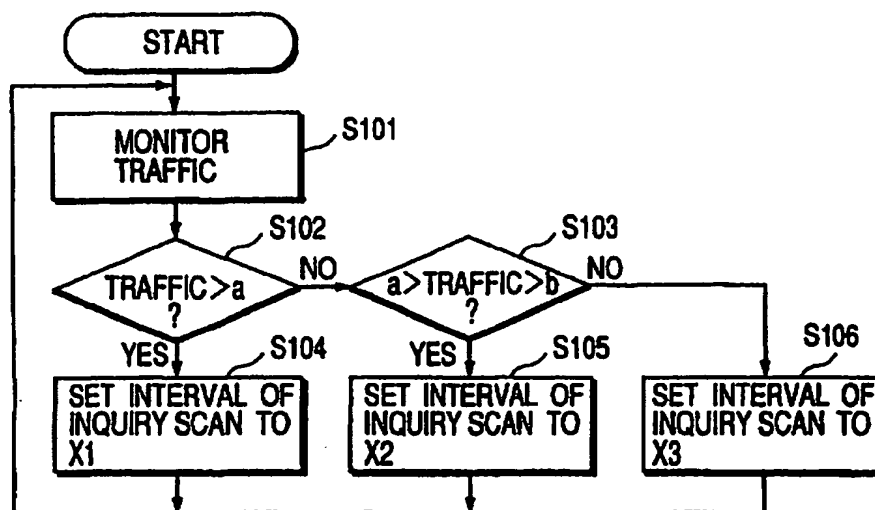 START
MONITOR
TRAFFIC
S101
S102
S103
TRAFFIC>a
?
NO
a>TRAFFIC>b
?
NO
YES
S104
YES
S105
S106
SET INTERVAL OF
INQUIRY SCAN TO
X1
SET INTERVAL OF
INQUIRY SCAN TO
X2
SET INTERVAL OF
INQUIRY SCAN TO
X3